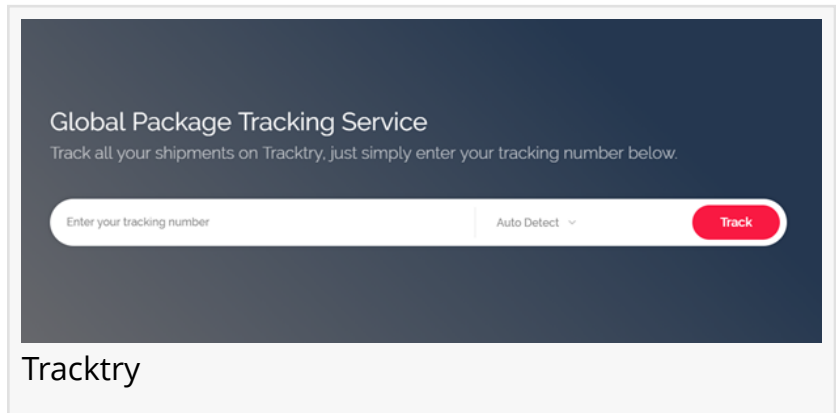 Global Package Tracking Service
Track all your shipments on Tracktry, just simply enter your tracking number below.
Enter your tracking number
Auto Detect
Track
Tracktry